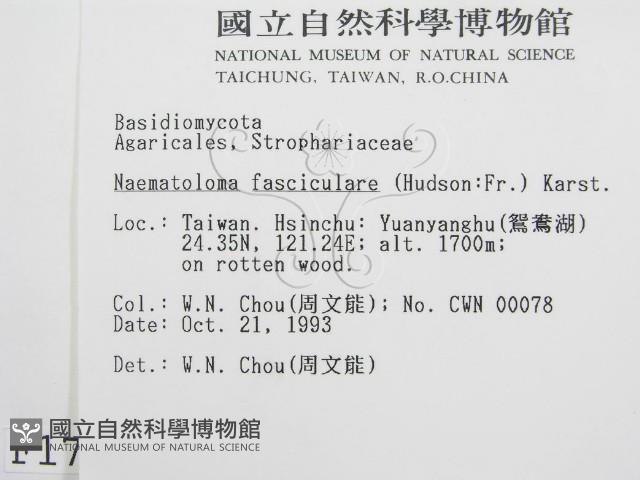 國立自然科學博物館
NATIONAL MUSEUM OF NATURAL SCIENCE
TAICHUNG, TAIWAN, R.O.CHINA
Basidiomycota
Agaricales, Strophariaceae
Naematoloma fasciculare (Hudson:Fr.) Karst.
Loc.: Taiwan. Hsinchu: Yuanyanghu(鴛鴦湖)
24.35N, 121.24E; alt. 1700m;
on rotten wood.
Col.: W.N. Chou(周文能); No. CWN 00078
Date: Oct. 21, 1993
Det.: W.N. Chou(周文能)
國立自然科學博物館
NATIONAL MUSEUM OF NATURAL SCIENCE
F17